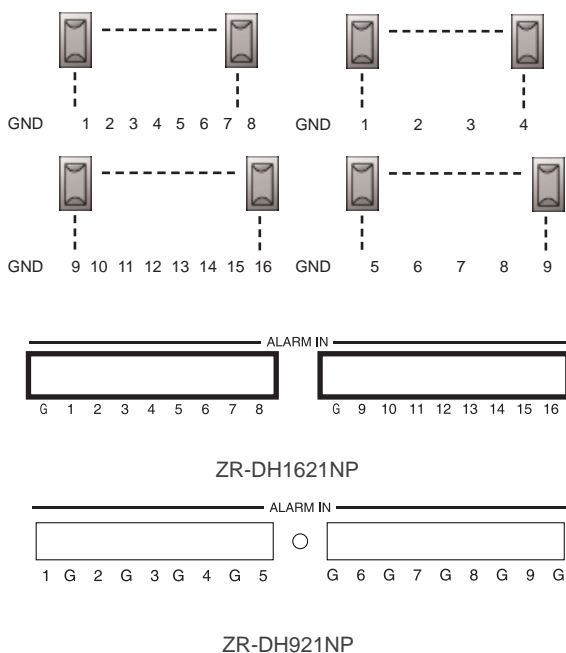 GND 1 2 3 4 5 6 7 8 GND 1 2 3 4
GND 9 10 11 12 13 14 15 16 GND 5 6 7 8 9
ALARM IN
G 1 2 3 4 5 6 7 8 G 9 10 11 12 13 14 15 16
ZR-DH1621NP
ALARM IN
1 G 2 G 3 G 4 G 5 G 6 G 7 G 8 G 9 G
ZR-DH921NP